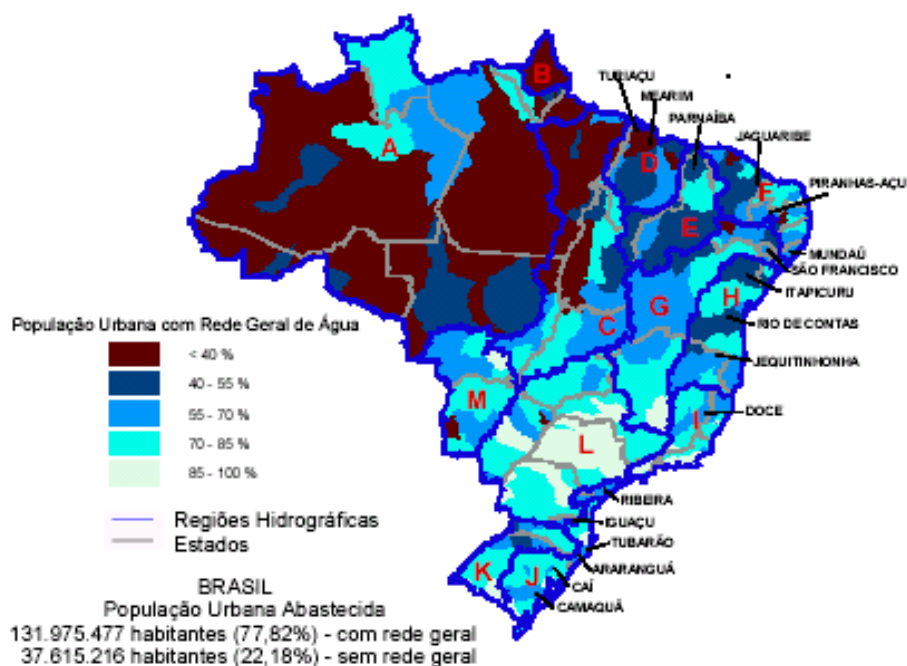 B
TURIAÇU
MEARIM
PARNAÍBA
JAGUARIBE
A
D
F
PIRANHAS-AÇU
E
MUNDAÚ
SÃO FRANCISCO
ITAPICURU
H
G
C
RIO DE CONTAS
População Urbana com Rede Geral de Água
< 40 %
40 - 55 %
55 - 70 %
70 - 85 %
85 - 100 %
JEQUITINHONHA
M
DOCE
I
L
RIBEIRA
Regiões Hidrográficas
Estados
IGUAÇU
TUBARÃO
ARARANGUÁ
K
J
CAÍ
CAMAQUÃ
BRASIL
População Urbana Abastecida
131.975.477 habitantes (77,82%) - com rede geral
37.615.216 habitantes (22,18%) - sem rede geral